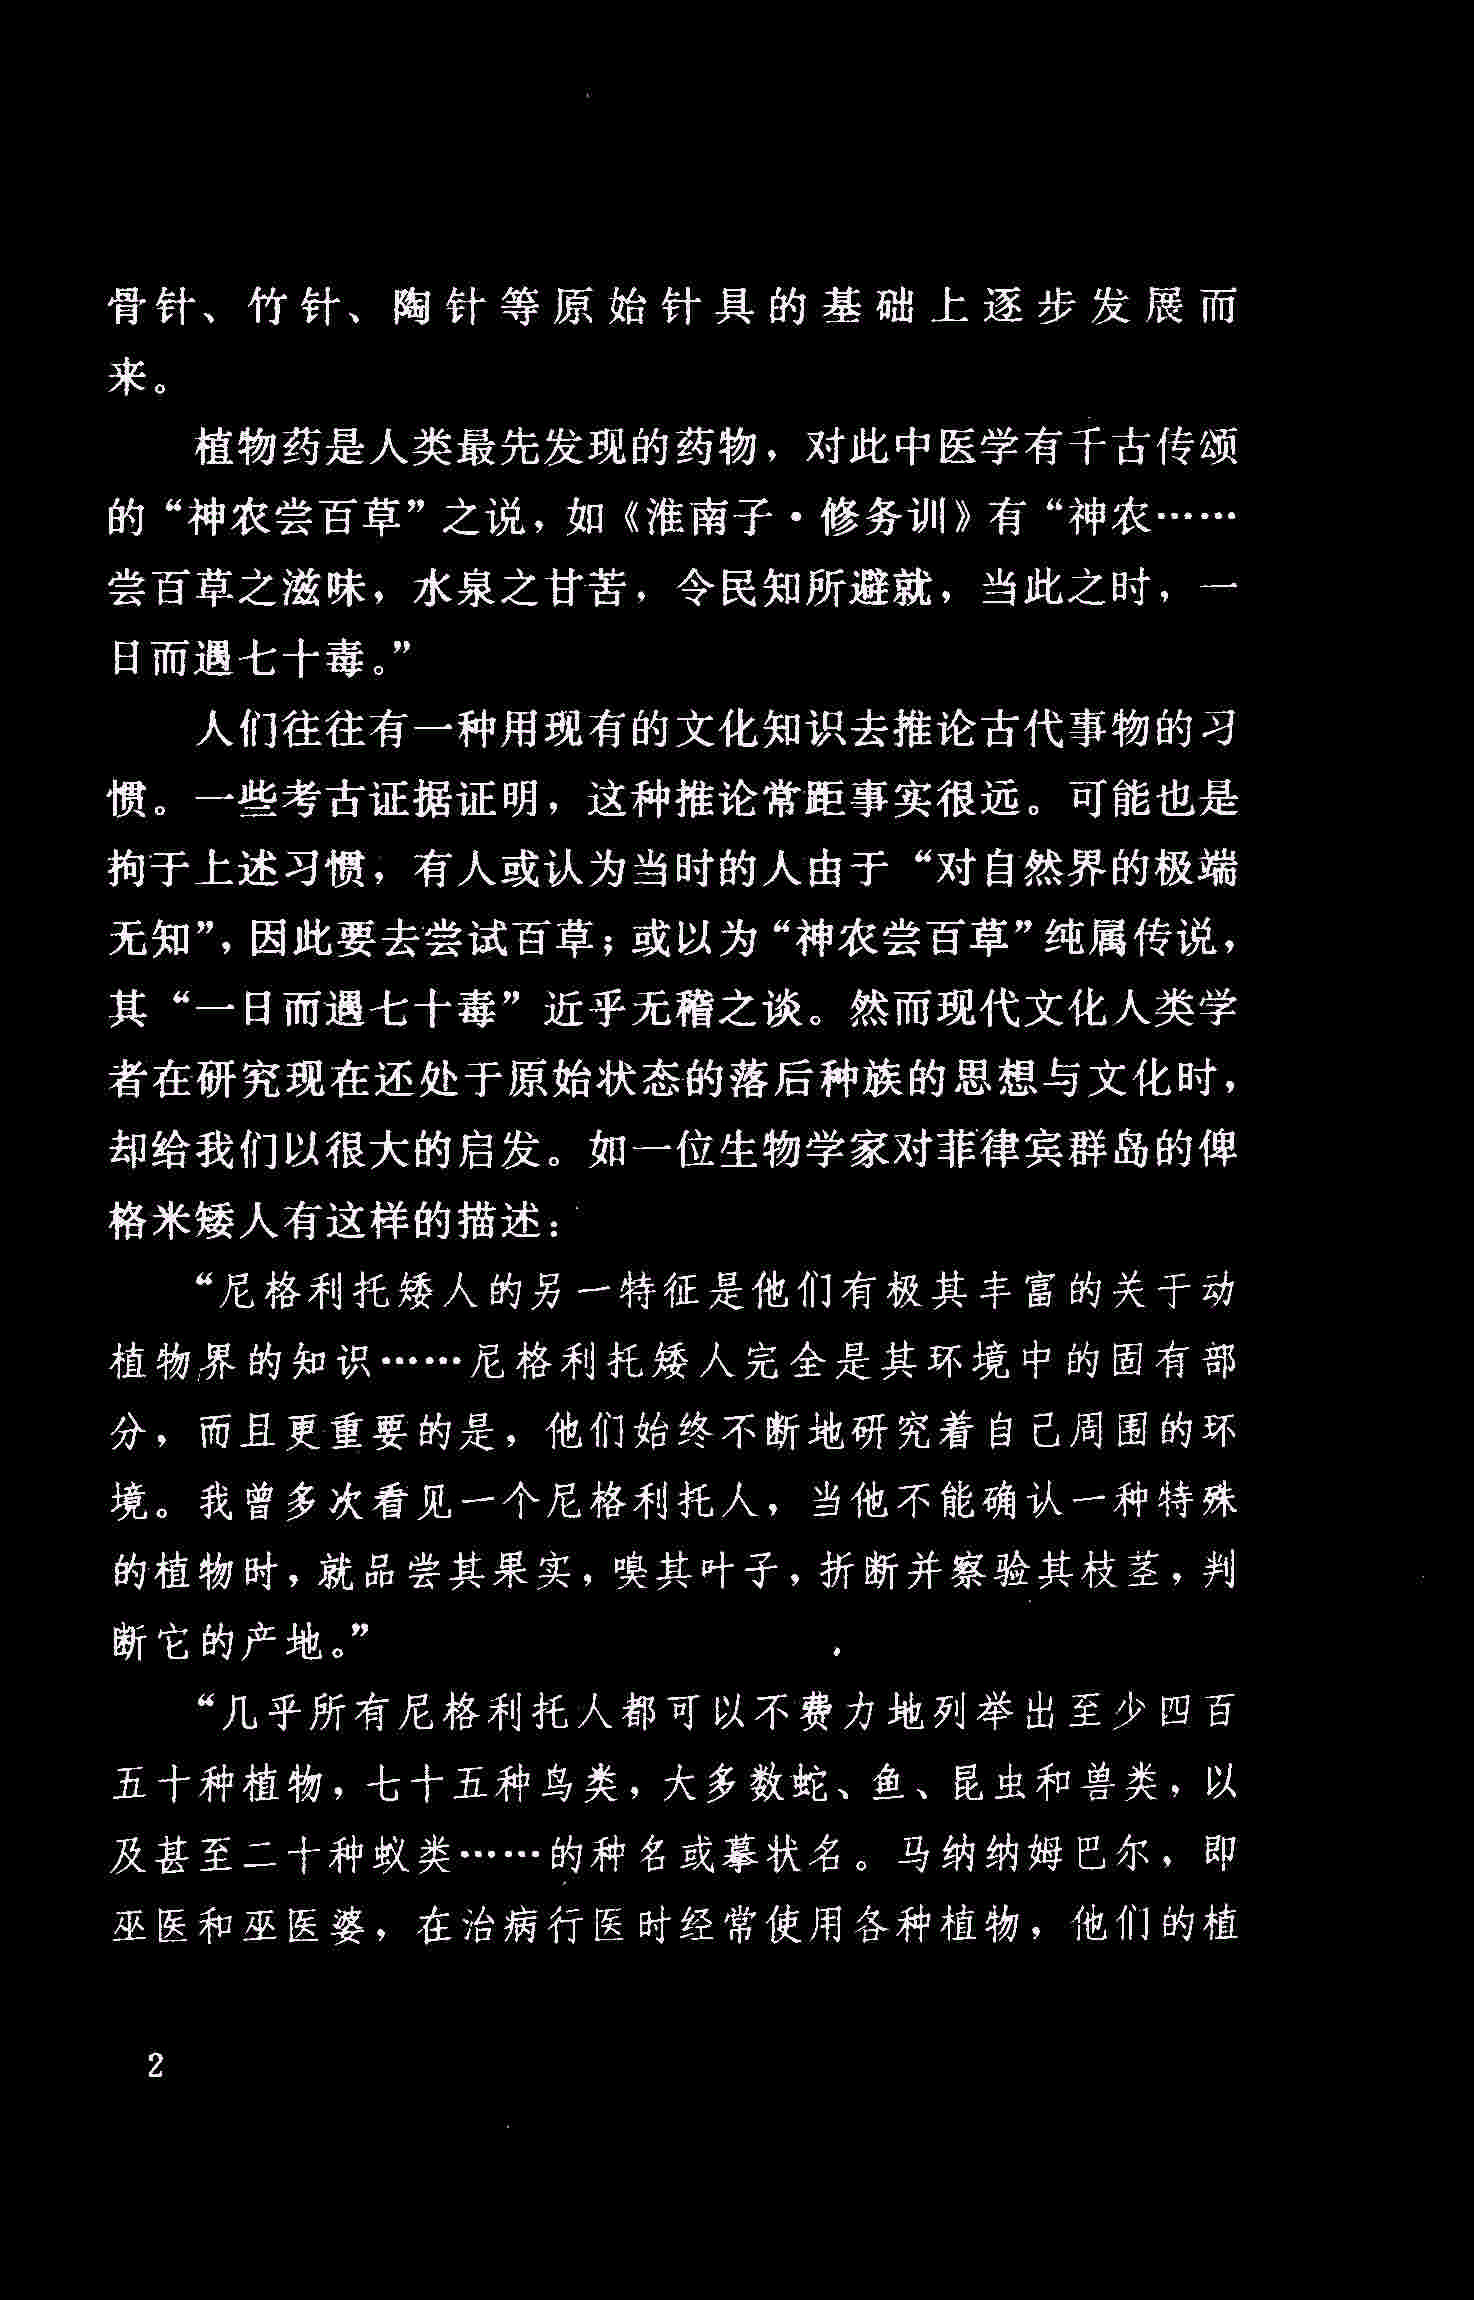 骨针、竹针、陶针等原始针具的基础上逐步发展而
来。
植物药是人类最先发现的药物，对此中医学有千古传颂
的“神农尝百草”之说，如《淮南子·修务训》有“神农……
尝百草之滋味，水泉之甘苦，令民知所避就，当此之时，一
日而遇七十毒。”
人们往往有一种用现有的文化知识去推论古代事物的习
惯。一些考古证据证明，这种推论常距事实很远。可能也是
拘于上述习惯，有人或认为当时的人由于“对自然界的极端
无知”，因此要去尝试百草；或以为“神农尝百草”纯属传说，
其“一日而遇七十毒”近乎无稽之谈。然而现代文化人类学
者在研究现在还处于原始状态的落后种族的思想与文化时，
却给我们以很大的启发。如一位生物学家对菲律宾群岛的俾
格米矮人有这样的描述：
“尼格利托矮人的另一特征是他们有极其丰富的关于动
植物界的知识……尼格利托矮人完全是其环境中的固有部
分，而且更重要的是，他们始终不断地研究着自己周围的环
境。我曾多次看见一个尼格利托人，当他不能确认一种特殊
的植物时，就品尝其果实，嗅其叶子，折断并察验其枝茎，判
断它的产地。”
“几乎所有尼格利托人都可以不费力地列举出至少四百
五十种植物，七十五种鸟类，大多数蛇、鱼、昆虫和兽类，以
及甚至二十种蚁类……的种名或摹状名。马纳纳姆巴尔，即
巫医和巫医婆，在治病行医时经常使用各种植物，他们的植
2